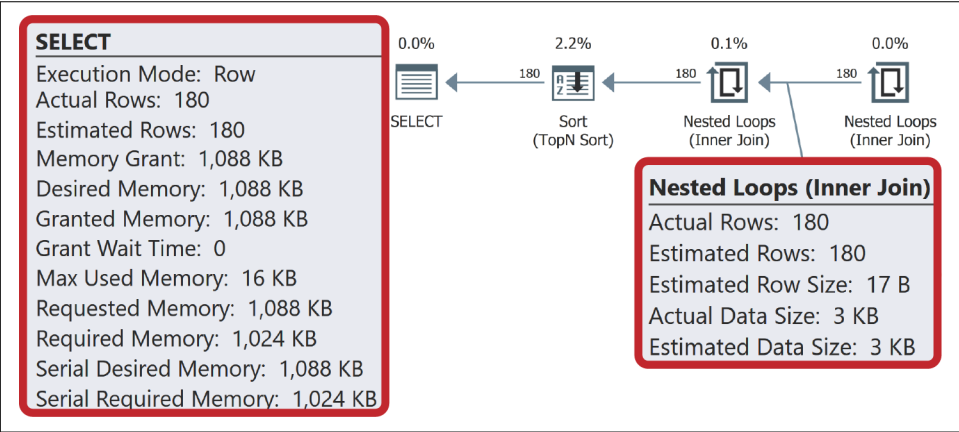 SELECT
Execution Mode: Row
Actual Rows: 180
Estimated Rows: 180
Memory Grant: 1,088 KB
Desired Memory: 1,088 KB
Granted Memory: 1,088 KB
Grant Wait Time: 0
Max Used Memory: 16 KB
Requested Memory: 1,088 KB
Required Memory: 1,024 KB
Serial Desired Memory: 1,088 KB
Serial Required Memory: 1,024 KB
0.0%
2.2%
0.1%
0.0%
180
180
180
A
Z
SELECT
Sort
(TopN Sort)
Nested Loops
(Inner Join)
Nested Loops
(Inner Join)
Nested Loops (Inner Join)
Actual Rows: 180
Estimated Rows: 180
Estimated Row Size: 17 B
Actual Data Size: 3 KB
Estimated Data Size: 3 KB